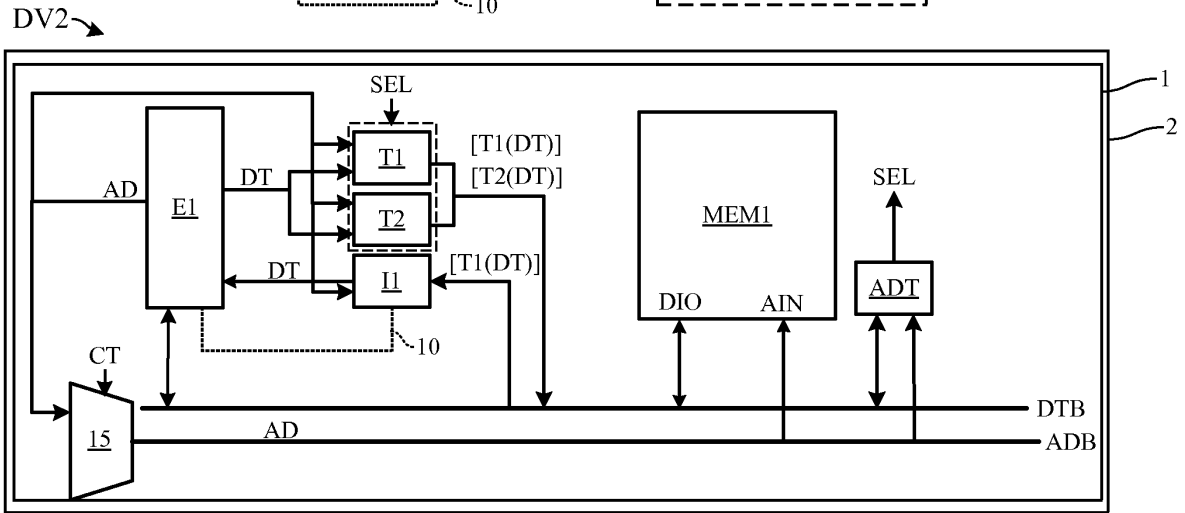 10
DV2
1
2
SEL
[T1(DT)]
[T2(DT)]
T1
T2
AD
DT
E1
SEL
MEM1
DT
I1
[T1(DT)]
ADT
DIO
AIN
10
CT
DTB
15
AD
ADB